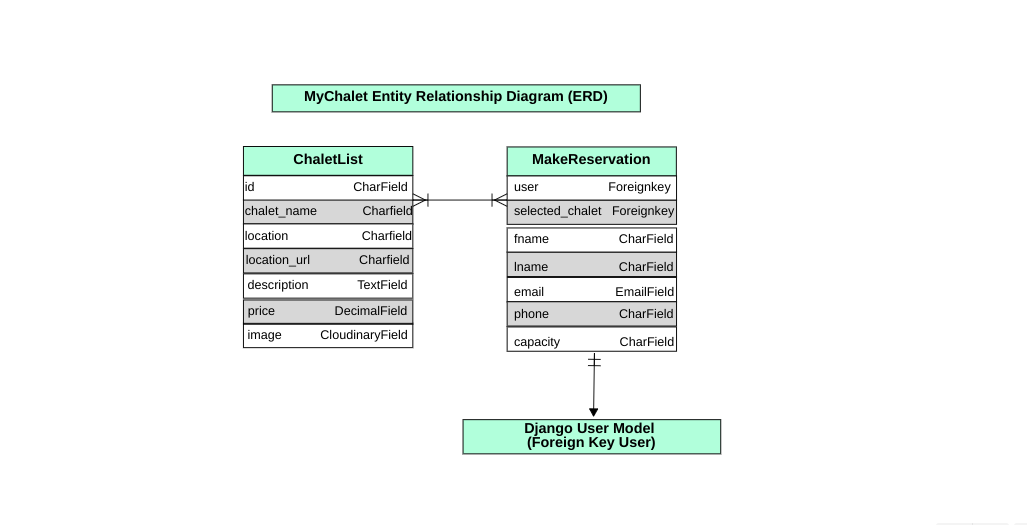 MyChalet Entity Relationship Diagram (ERD)
ChaletList
id CharField
chalet_name Charfield
location Charfield
location_url Charfield
description TextField
price DecimalField
image CloudinaryField
MakeReservation
user Foreignkey
selected_chalet Foreignkey
fname CharField
lname CharField
email EmailField
phone CharField
capacity CharField
Django User Model
(Foreign Key User)